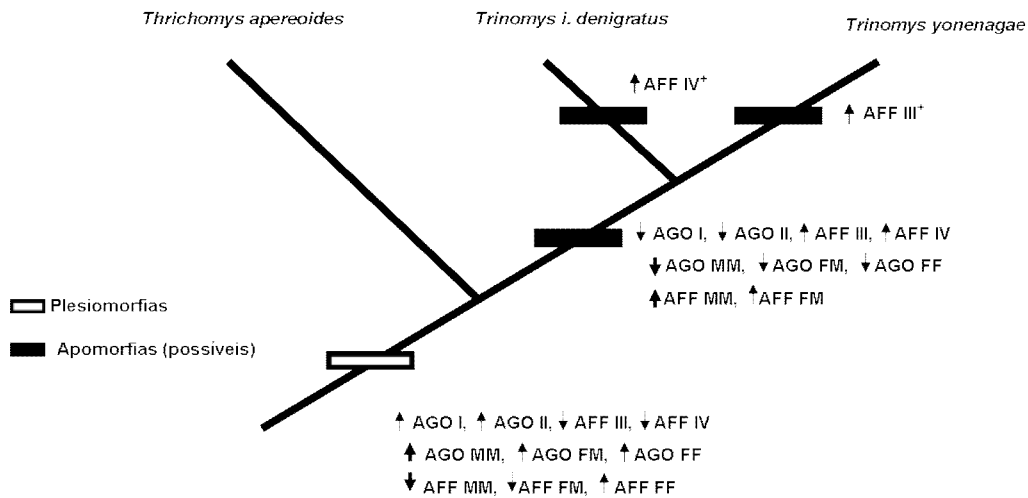 Thrichomys apereoides
Trinomys i. denigratus
Trinomys yonenagae
↑ AFF IV⁺
↑ AFF III⁺
↓ AGO I, ↓ AGO II, ↑ AFF III, ↑ AFF IV
↓ AGO MM, ↓ AGO FM, ↓ AGO FF
↑ AFF MM, ↑ AFF FM
Plesiomorfias
Apomorfias (possíveis)
↑ AGO I, ↑ AGO II, ↓ AFF III, ↓ AFF IV
↑ AGO MM, ↑ AGO FM, ↑ AGO FF
↓ AFF MM, ↓ AFF FM, ↑ AFF FF